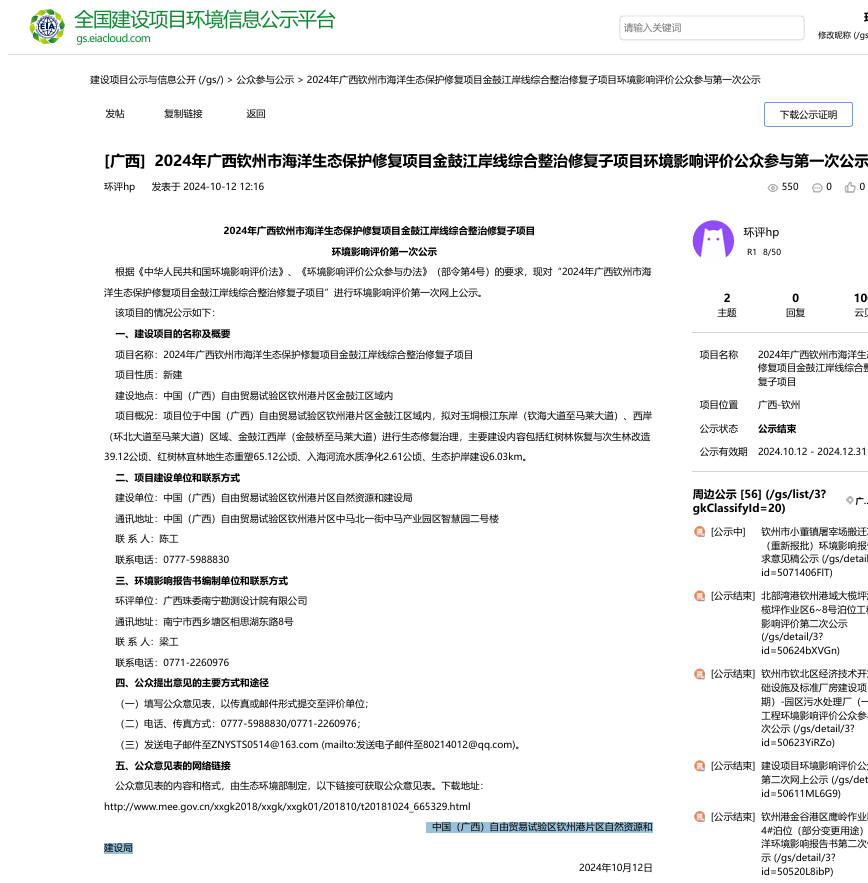 全国建设项目环境信息公示平台
gs.eiacloud.com
请输入关键词
修改昵称 (/gs
建设项目公示与信息公开 (/gs/) > 公众参与公示 > 2024年广西钦州市海洋生态保护修复项目金鼓江岸线综合整治修复子项目环境影响评价公众参与第一次公示
发帖 复制链接 返回 下载公示证明
[广西] 2024年广西钦州市海洋生态保护修复项目金鼓江岸线综合整治修复子项目环境影响评价公众参与第一次公示
环评hp 发表于 2024-10-12 12:16 550 0 0
2024年广西钦州市海洋生态保护修复项目金鼓江岸线综合整治修复子项目
环境影响评价第一次公示
根据《中华人民共和国环境影响评价法》、《环境影响评价公众参与办法》（部令第4号）的要求，现对“2024年广西钦州市海
洋生态保护修复项目金鼓江岸线综合整治修复子项目”进行环境影响评价第一次网上公示。
该项目的情况公示如下：
一、建设项目的名称及概要
项目名称：2024年广西钦州市海洋生态保护修复项目金鼓江岸线综合整治修复子项目
项目性质：新建
建设地点：中国（广西）自由贸易试验区钦州港片区金鼓江区域内
项目概况：项目位于中国（广西）自由贸易试验区钦州港片区金鼓江区域内，拟对玉垌根江东岸（钦海大道至马莱大道）、西岸
（环北大道至马莱大道）区域、金鼓江西岸（金鼓桥至马莱大道）进行生态修复治理，主要建设内容包括红树林恢复与次生林改造
39.12公顷、红树林宜林地生态重塑65.12公顷、入海河流水质净化2.61公顷、生态护岸建设6.03km。
二、项目建设单位和联系方式
建设单位：中国（广西）自由贸易试验区钦州港片区自然资源和建设局
通讯地址：中国（广西）自由贸易试验区钦州港片区中马北一街中马产业园区智慧园二号楼
联 系 人：陈工
联系电话：0777-5988830
三、环境影响报告书编制单位和联系方式
环评单位：广西珠委南宁勘测设计院有限公司
通讯地址：南宁市西乡塘区相思湖东路8号
联 系 人：梁工
联系电话：0771-2260976
四、公众提出意见的主要方式和途径
（一）填写公众意见表，以传真或邮件形式提交至评价单位；
（二）电话、传真方式：0777-5988830/0771-2260976；
（三）发送电子邮件至ZNYSTS0514@163.com (mailto:发送电子邮件至80214012@qq.com)。
五、公众意见表的网络链接
公众意见表的内容和格式，由生态环境部制定，以下链接可获取公众意见表。下载地址：
http://www.mee.gov.cn/xxgk2018/xxgk/xxgk01/201810/t20181024_665329.html
中国（广西）自由贸易试验区钦州港片区自然资源和
建设局
2024年10月12日
环评hp
R1 8/50
2 0 10
主题 回复 云贝
项目名称 2024年广西钦州市海洋生
修复项目金鼓江岸线综合整
复子项目
项目位置 广西-钦州
公示状态 公示结束
公示有效期 2024.10.12 - 2024.12.31
周边公示 [56] (/gs/list/3?
gkClassifyId=20) 广...
[公示中] 钦州市小董镇屠宰场搬迁
（重新报批）环境影响报
求意见稿公示 (/gs/detail
id=5071406FlT)
[公示结束] 北部湾港钦州港域大榄坪
榄坪作业区6~8号泊位工
影响评价第二次公示
(/gs/detail/3?
id=50624bXVGn)
[公示结束] 钦州市钦北区经济技术开
础设施及标准厂房建设项
期）-园区污水处理厂（一
工程环境影响评价公众参
次公示 (/gs/detail/3?
id=50623YiRZo)
[公示结束] 建设项目环境影响评价公
第二次网上公示 (/gs/det
id=50611ML6G9)
[公示结束] 钦州港金谷港区鹰岭作业
4#泊位（部分变更用途）
洋环境影响报告书第二次
示 (/gs/detail/3?
id=50520L8ibP)